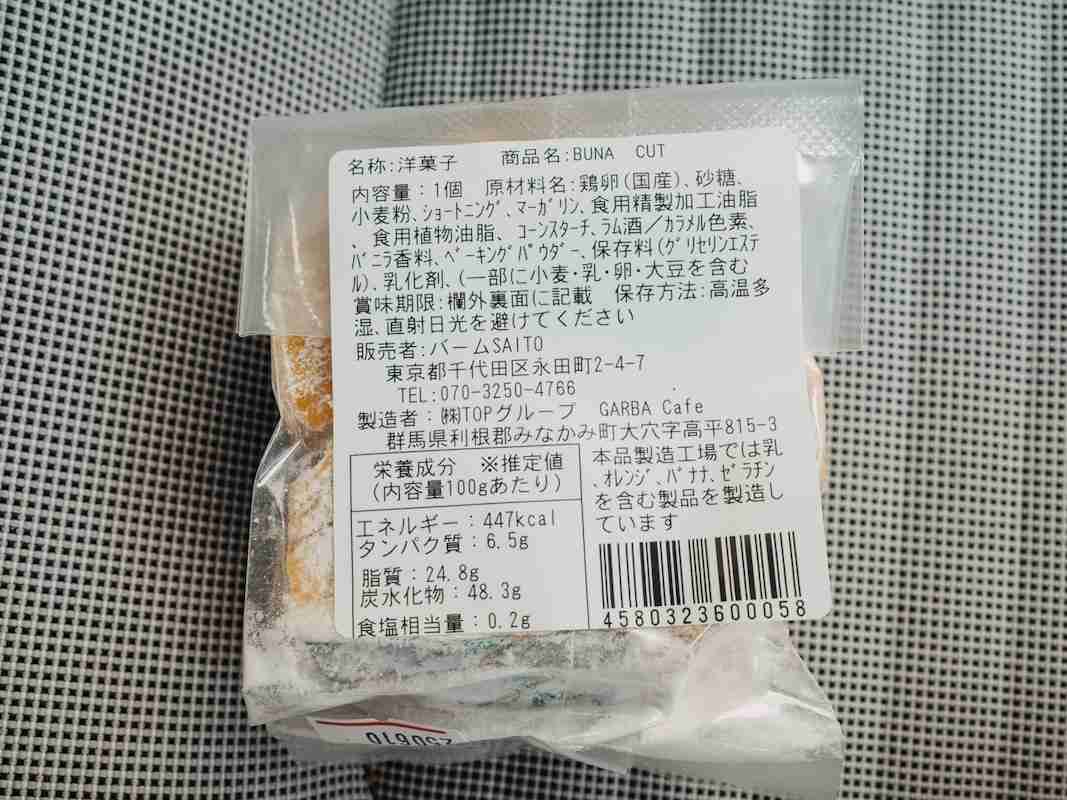 名称:洋菓子 商品名:BUNA CUT
内容量:1個 原材料名:鶏卵(国産)、砂糖、
小麦粉、ショートニング、マーガリン、食用精製加工油脂
、食用植物油脂、コーンスターチ、ラム酒/カラメル色素、
バニラ香料、ベーキングパウダー、保存料(グリセリンエステ
ル)、乳化剤、(一部に小麦・乳・卵・大豆を含む
賞味期限:欄外裏面に記載 保存方法:高温多
湿、直射日光を避けてください
販売者:バームSAITO
東京都千代田区永田町2-4-7
TEL:070-3250-4766
製造者:㈱TOPグループ GARBA Cafe
群馬県利根郡みなかみ町大穴字高平815-3
栄養成分 ※推定値
(内容量100gあたり)
エネルギー:447kcal
タンパク質:6.5g
脂質:24.8g
炭水化物:48.3g
食塩相当量:0.2g
本品製造工場では乳
、オレンジ、バナナ、ゼラチン
を含む製品を製造し
ています
4580323600058
250610